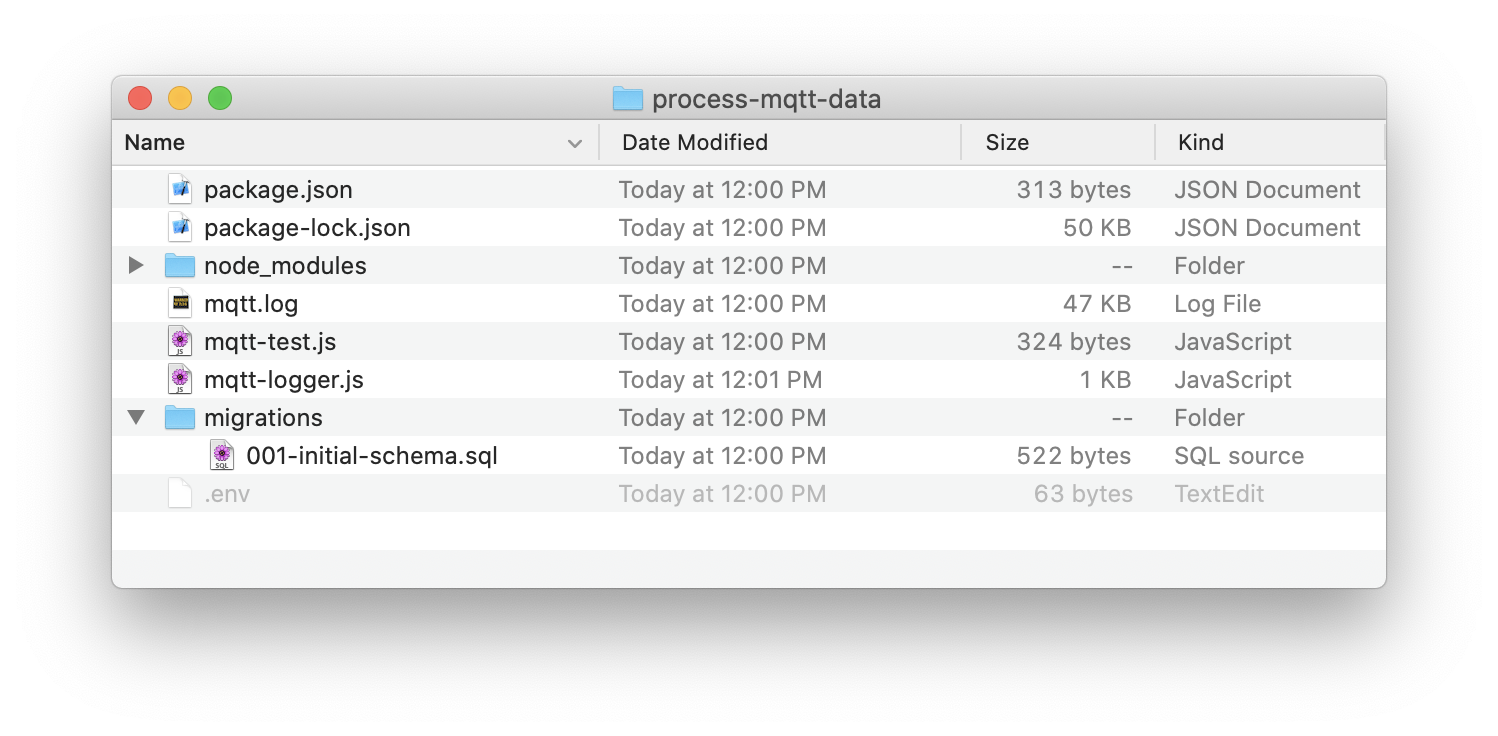 process-mqtt-data
Name Date Modified Size Kind
package.json Today at 12:00 PM 313 bytes JSON Document
package-lock.json Today at 12:00 PM 50 KB JSON Document
node_modules Today at 12:00 PM -- Folder
mqtt.log Today at 12:00 PM 47 KB Log File
mqtt-test.js Today at 12:00 PM 324 bytes JavaScript
mqtt-logger.js Today at 12:01 PM 1 KB JavaScript
migrations Today at 12:00 PM -- Folder
001-initial-schema.sql Today at 12:00 PM 522 bytes SQL source
.env Today at 12:00 PM 63 bytes TextEdit